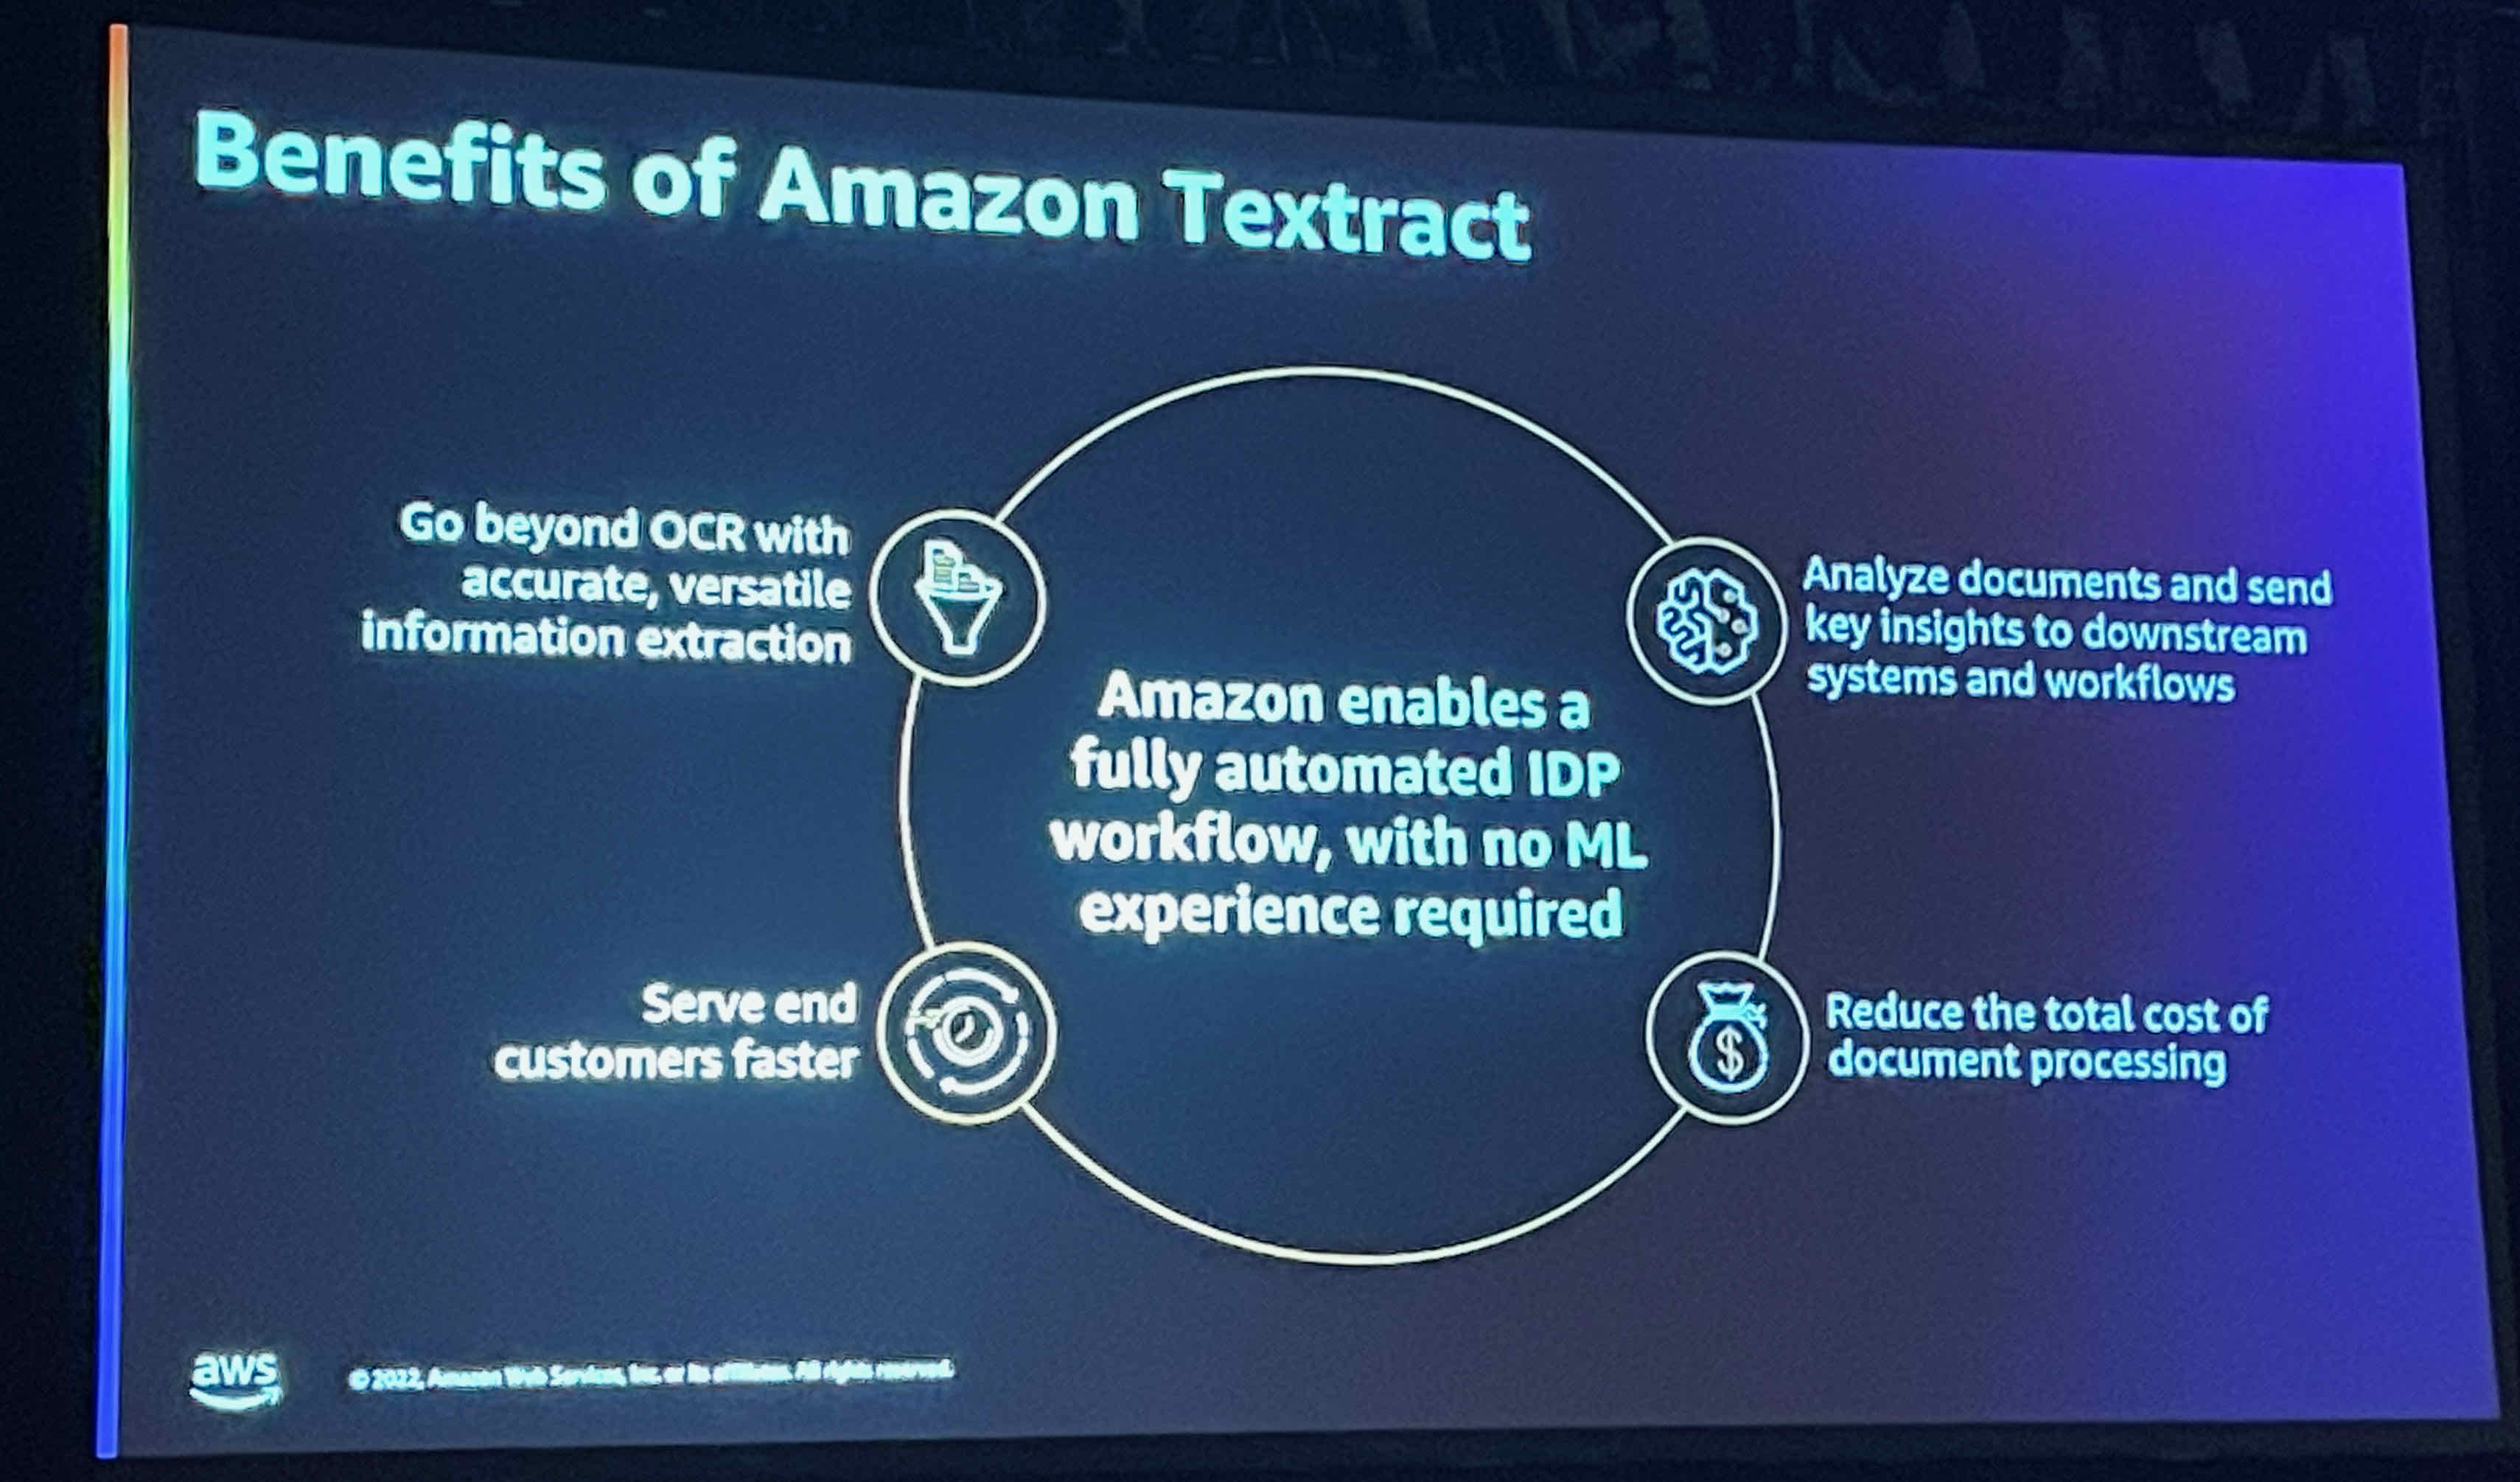 Benefits of Amazon Textract
Go beyond OCR with
accurate, versatile
information extraction
Analyze documents and send
key insights to downstream
systems and workflows
Amazon enables a
fully automated IDP
workflow, with no ML
experience required
Serve end
customers faster
$
Reduce the total cost of
document processing
aws
© 2022, Amazon Web Services, Inc. or its affiliates. All rights reserved.